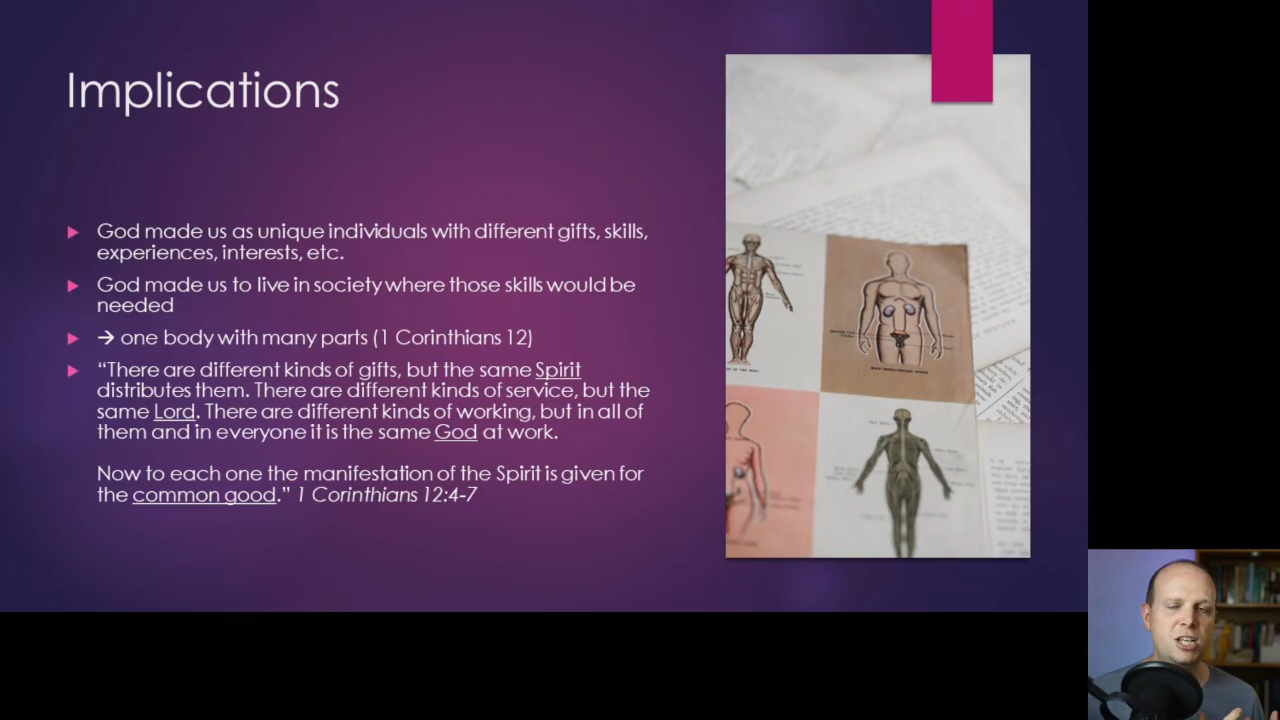 Implications
God made us as unique individuals with different gifts, skills,
experiences, interests, etc.
God made us to live in society where those skills would be
needed
→ one body with many parts (1 Corinthians 12)
“There are different kinds of gifts, but the same Spirit
distributes them. There are different kinds of service, but the
same Lord. There are different kinds of working, but in all of
them and in everyone it is the same God at work.
Now to each one the manifestation of the Spirit is given for
the common good.” 1 Corinthians 12:4-7